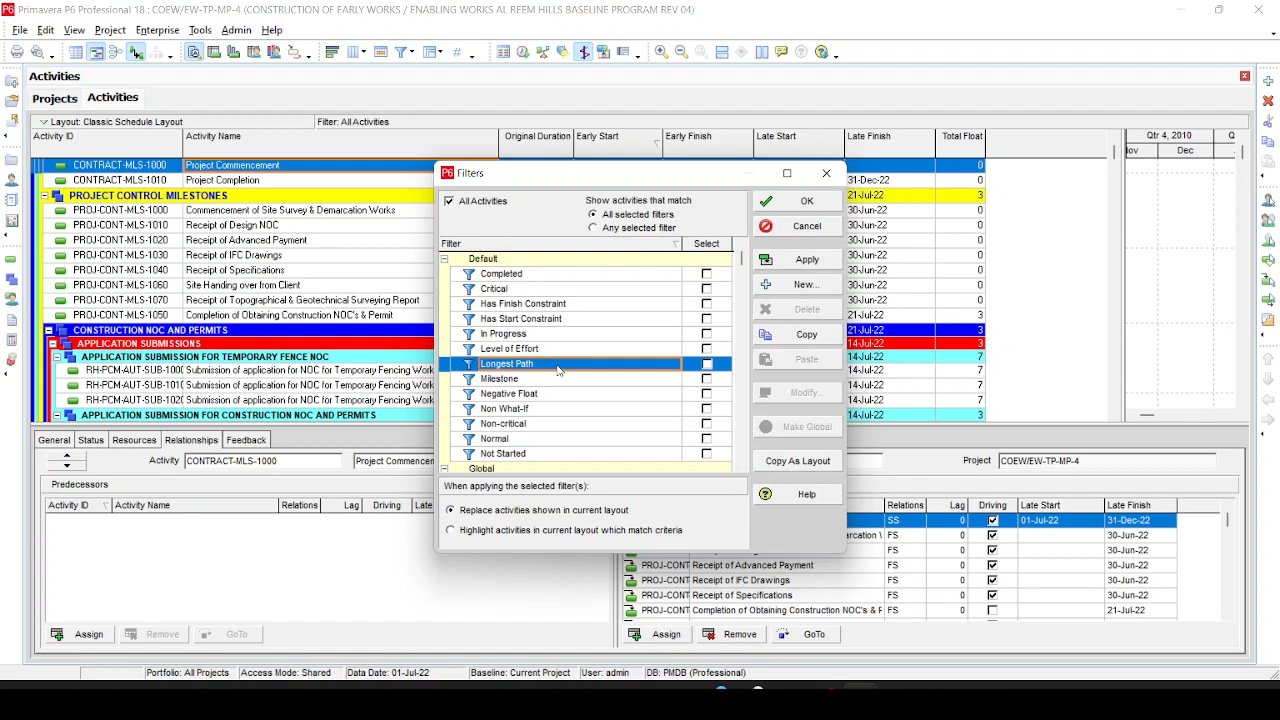 P6 Primavera P6 Professional 18 : COEW/EW-TP-MP-4 (CONSTRUCTION OF EARLY WORKS / ENABLING WORKS AL REEM HILLS BASELINE PROGRAM REV 04)
File Edit View Project Enterprise Tools Admin Help
Activities
Projects Activities
Layout: Classic Schedule Layout Filter: All Activities
Activity ID Activity Name Original Duration Early Start Early Finish Late Start Late Finish Total Float Qtr 4, 2010 Q
lov Dec
CONTRACT-MLS-1000 Project Commencement 0
CONTRACT-MLS-1010 Project Completion 31-Dec-22 0
PROJECT CONTROL MILESTONES 21-Jul-22 3
PROJ-CONT-MLS-1000 Commencement of Site Survey & Demarcation Works 30-Jun-22 0
PROJ-CONT-MLS-1010 Receipt of Design NOC 30-Jun-22 0
PROJ-CONT-MLS-1020 Receipt of Advanced Payment 30-Jun-22 0
PROJ-CONT-MLS-1030 Receipt of IFC Drawings 30-Jun-22 0
PROJ-CONT-MLS-1040 Receipt of Specifications 30-Jun-22 0
PROJ-CONT-MLS-1060 Site Handing over from Client 30-Jun-22 0
PROJ-CONT-MLS-1070 Receipt of Topographical & Geotechnical Surveying Report 30-Jun-22 0
PROJ-CONT-MLS-1050 Completion of Obtaining Construction NOC's & Permit 21-Jul-22 3
CONSTRUCTION NOC AND PERMITS 21-Jul-22 3
APPLICATION SUBMISSIONS 14-Jul-22 3
APPLICATION SUBMISSION FOR TEMPORARY FENCE NOC 14-Jul-22 7
RH-PCM-AUT-SUB-100( Submission of application for NOC for Temporary Fencing Work 14-Jul-22 7
RH-PCM-AUT-SUB-101( Submission of application for NOC for Temporary Fencing Work 14-Jul-22 7
RH-PCM-AUT-SUB-102( Submission of application for NOC for Temporary Fencing Work 14-Jul-22 7
APPLICATION SUBMISSION FOR CONSTRUCTION NOC AND PERMITS 14-Jul-22 3
P6 Filters
All Activities Show activities that match
All selected filters
Any selected filter
Filter Select
Default
Completed
Critical
Has Finish Constraint
Has Start Constraint
In Progress
Level of Effort
Longest Path
Milestone
Negative Float
Non What-If
Non-critical
Normal
Not Started
Global
When applying the selected filter(s):
Replace activities shown in current layout
Highlight activities in current layout which match criteria
OK
Cancel
Apply
New...
Delete
Copy
Paste
Modify...
Make Global
Copy As Layout
Help
General Status Resources Relationships Feedback
Activity CONTRACT-MLS-1000 Project Commencen Project COEW/EW-TP-MP-4
Predecessors
Activity ID Activity Name Relations Lag Driving Late
Relations Lag Driving Late Start Late Finish
SS 0 01-Jul-22 31-Dec-22
arcation \ FS 0 30-Jun-22
FS 0 30-Jun-22
PROJ-CONT Receipt of Advanced Payment FS 0 30-Jun-22
PROJ-CONT Receipt of IFC Drawings FS 0 30-Jun-22
PROJ-CONT Receipt of Specifications FS 0 30-Jun-22
PROJ-CONT Completion of Obtaining Construction NOC's & F FS 0 21-Jul-22
Assign Remove GoTo Assign Remove GoTo
Portfolio: All Projects Access Mode: Shared Data Date: 01-Jul-22 Baseline: Current Project User: admin DB: PMDB (Professional)